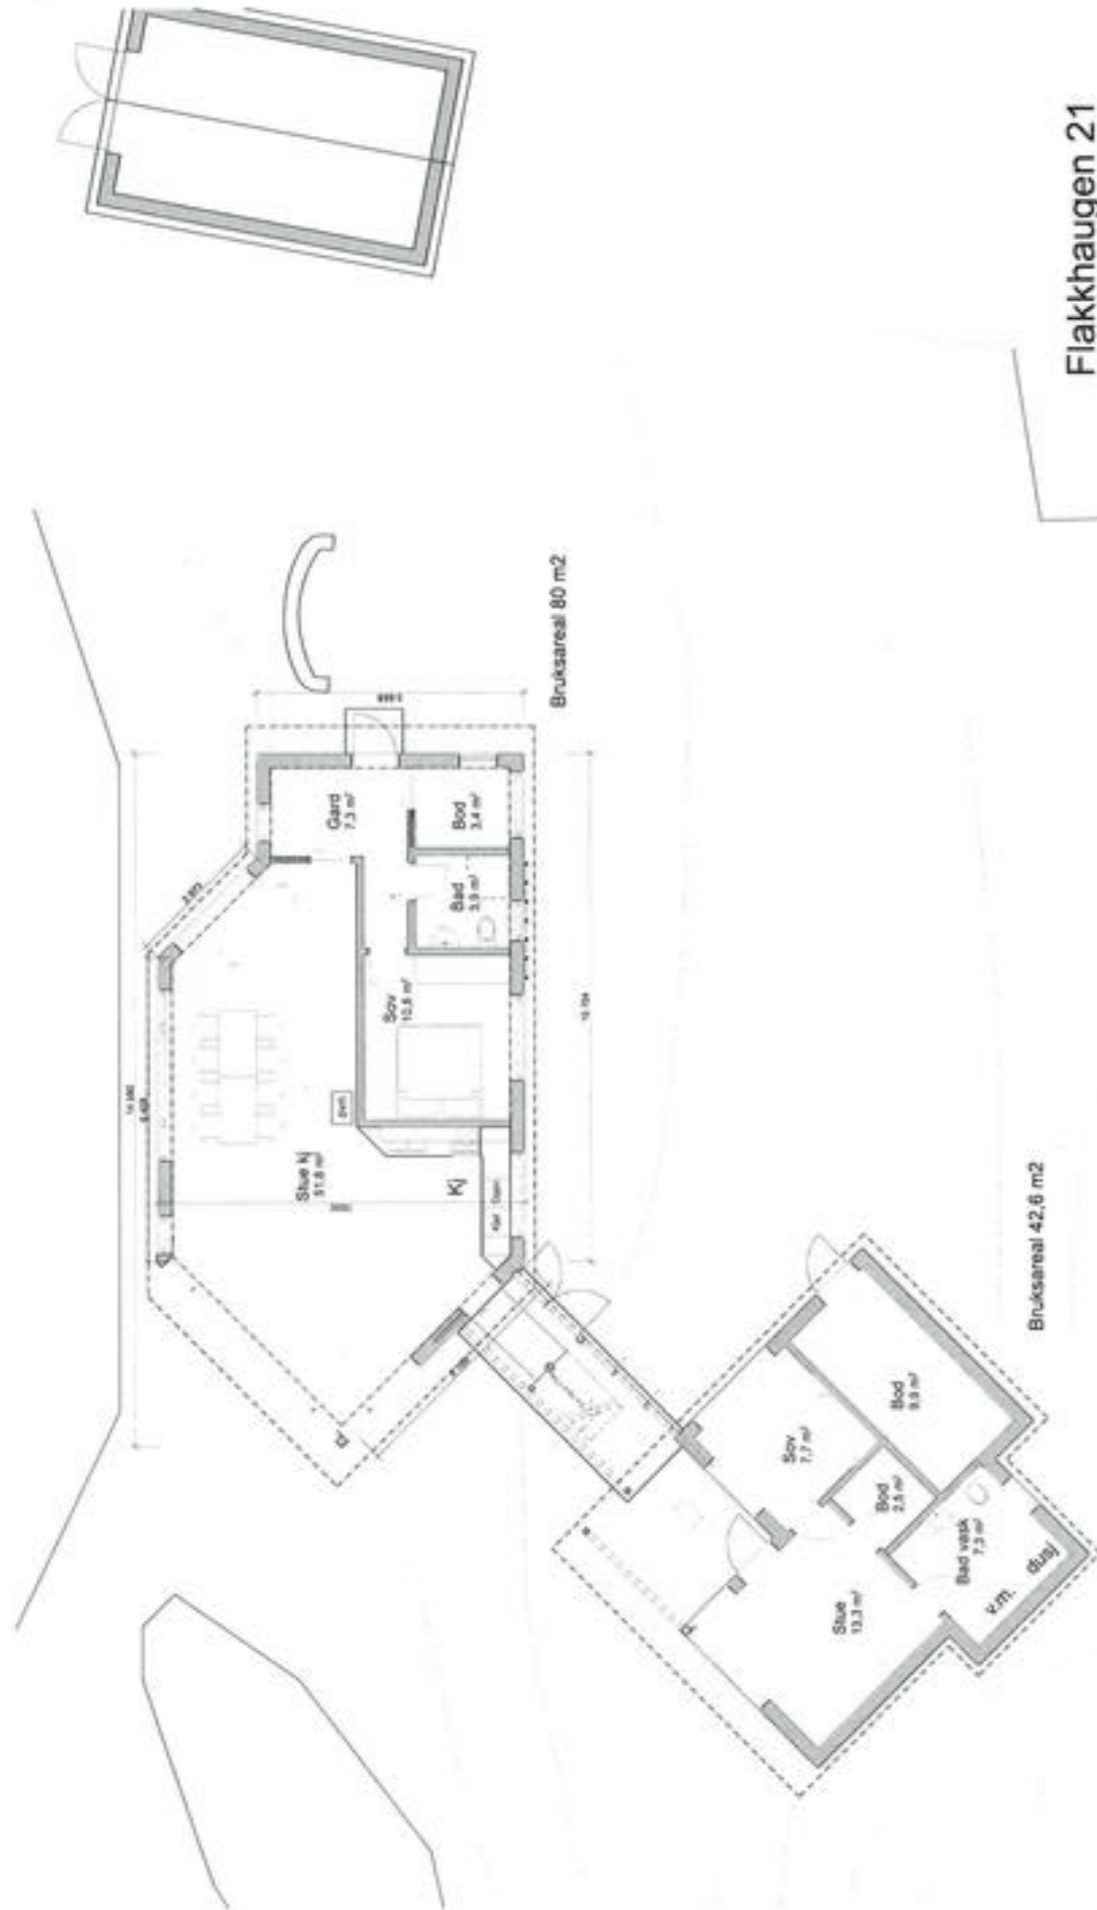 Flakkhaugen 21
Bruksareal 80 m2
Gard
7,3 m²
Bod
3,4 m²
Bad
3,9 m²
Sov
10,8 m²
ovn
Stue kj
51,8 m²
Kj
Bruksareal 42,6 m2
Sov
7,7 m²
Bod
9,9 m²
Bod
2,5 m²
Bad vask
7,3 m²
v.m.
dusj
Stue
13,3 m²